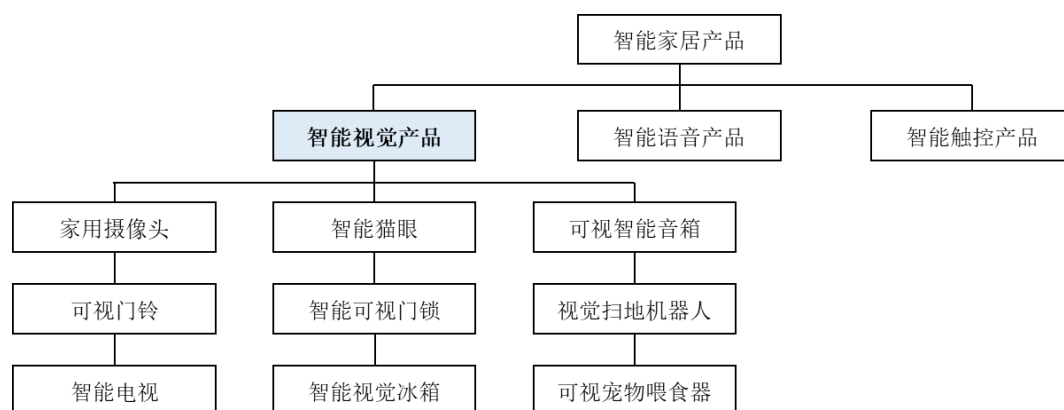 智能家居产品
智能视觉产品
智能语音产品
智能触控产品
家用摄像头
智能猫眼
可视智能音箱
可视门铃
智能可视门锁
视觉扫地机器人
智能电视
智能视觉冰箱
可视宠物喂食器